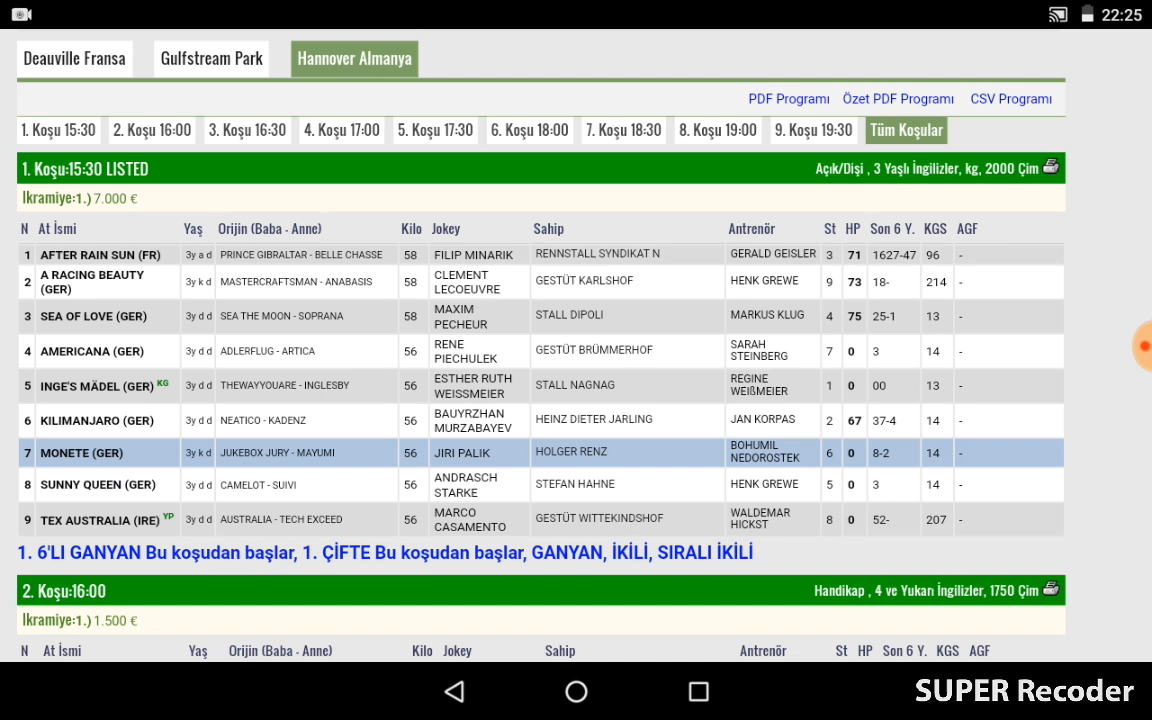 22:25
Deauville Fransa Gulfstream Park Hannover Almanya
PDF Programı Özet PDF Programı CSV Programı
1. Koşu 15:30 2. Koşu 16:00 3. Koşu 16:30 4. Koşu 17:00 5. Koşu 17:30 6. Koşu 18:00 7. Koşu 18:30 8. Koşu 19:00 9. Koşu 19:30 Tüm Koşular
1. Koşu:15:30 LISTED Açık/Dişi , 3 Yaşlı İngilizler, kg, 2000 Çim
İkramiye:1.) 7.000 €
N At İsmi Yaş Orijin (Baba - Anne) Kilo Jokey Sahip Antrenör St HP Son 6 Y. KGS AGF
1 AFTER RAIN SUN (FR) 3y a d PRINCE GIBRALTAR - BELLE CHASSE 58 FILIP MINARIK RENNSTALL SYNDIKAT N GERALD GEISLER 3 71 1627-47 96 -
2 A RACING BEAUTY (GER) 3y k d MASTERCRAFTSMAN - ANABASIS 58 CLEMENT LECOEUVRE GESTÜT KARLSHOF HENK GREWE 9 73 18- 214 -
3 SEA OF LOVE (GER) 3y d d SEA THE MOON - SOPRANA 58 MAXIM PECHEUR STALL DIPOLI MARKUS KLUG 4 75 25-1 13 -
4 AMERICANA (GER) 3y d d ADLERFLUG - ARTICA 56 RENE PIECHULEK GESTÜT BRÜMMERHOF SARAH STEINBERG 7 0 3 14 -
5 INGE'S MÄDEL (GER) KG 3y d d THEWAYYOUARE - INGLESBY 56 ESTHER RUTH WEISSMEIER STALL NAGNAG REGINE WEIßMEIER 1 0 00 13 -
6 KILIMANJARO (GER) 3y d d NEATICO - KADENZ 56 BAUYRZHAN MURZABAYEV HEINZ DIETER JARLING JAN KORPAS 2 67 37-4 14 -
7 MONETE (GER) 3y k d JUKEBOX JURY - MAYUMI 56 JIRI PALIK HOLGER RENZ BOHUMIL NEDOROSTEK 6 0 8-2 14 -
8 SUNNY QUEEN (GER) 3y d d CAMELOT - SUIVI 56 ANDRASCH STARKE STEFAN HAHNE HENK GREWE 5 0 3 14 -
9 TEX AUSTRALIA (IRE) YP 3y d d AUSTRALIA - TECH EXCEED 56 MARCO CASAMENTO GESTÜT WITTEKINDSHOF WALDEMAR HICKST 8 0 52- 207 -
1. 6'LI GANYAN Bu koşudan başlar, 1. ÇİFTE Bu koşudan başlar, GANYAN, İKİLİ, SIRALI İKİLİ
2. Koşu:16:00 Handikap , 4 ve Yukarı İngilizler, 1750 Çim
İkramiye:1.) 1.500 €
N At İsmi Yaş Orijin (Baba - Anne) Kilo Jokey Sahip Antrenör St HP Son 6 Y. KGS AGF
SUPER Recoder